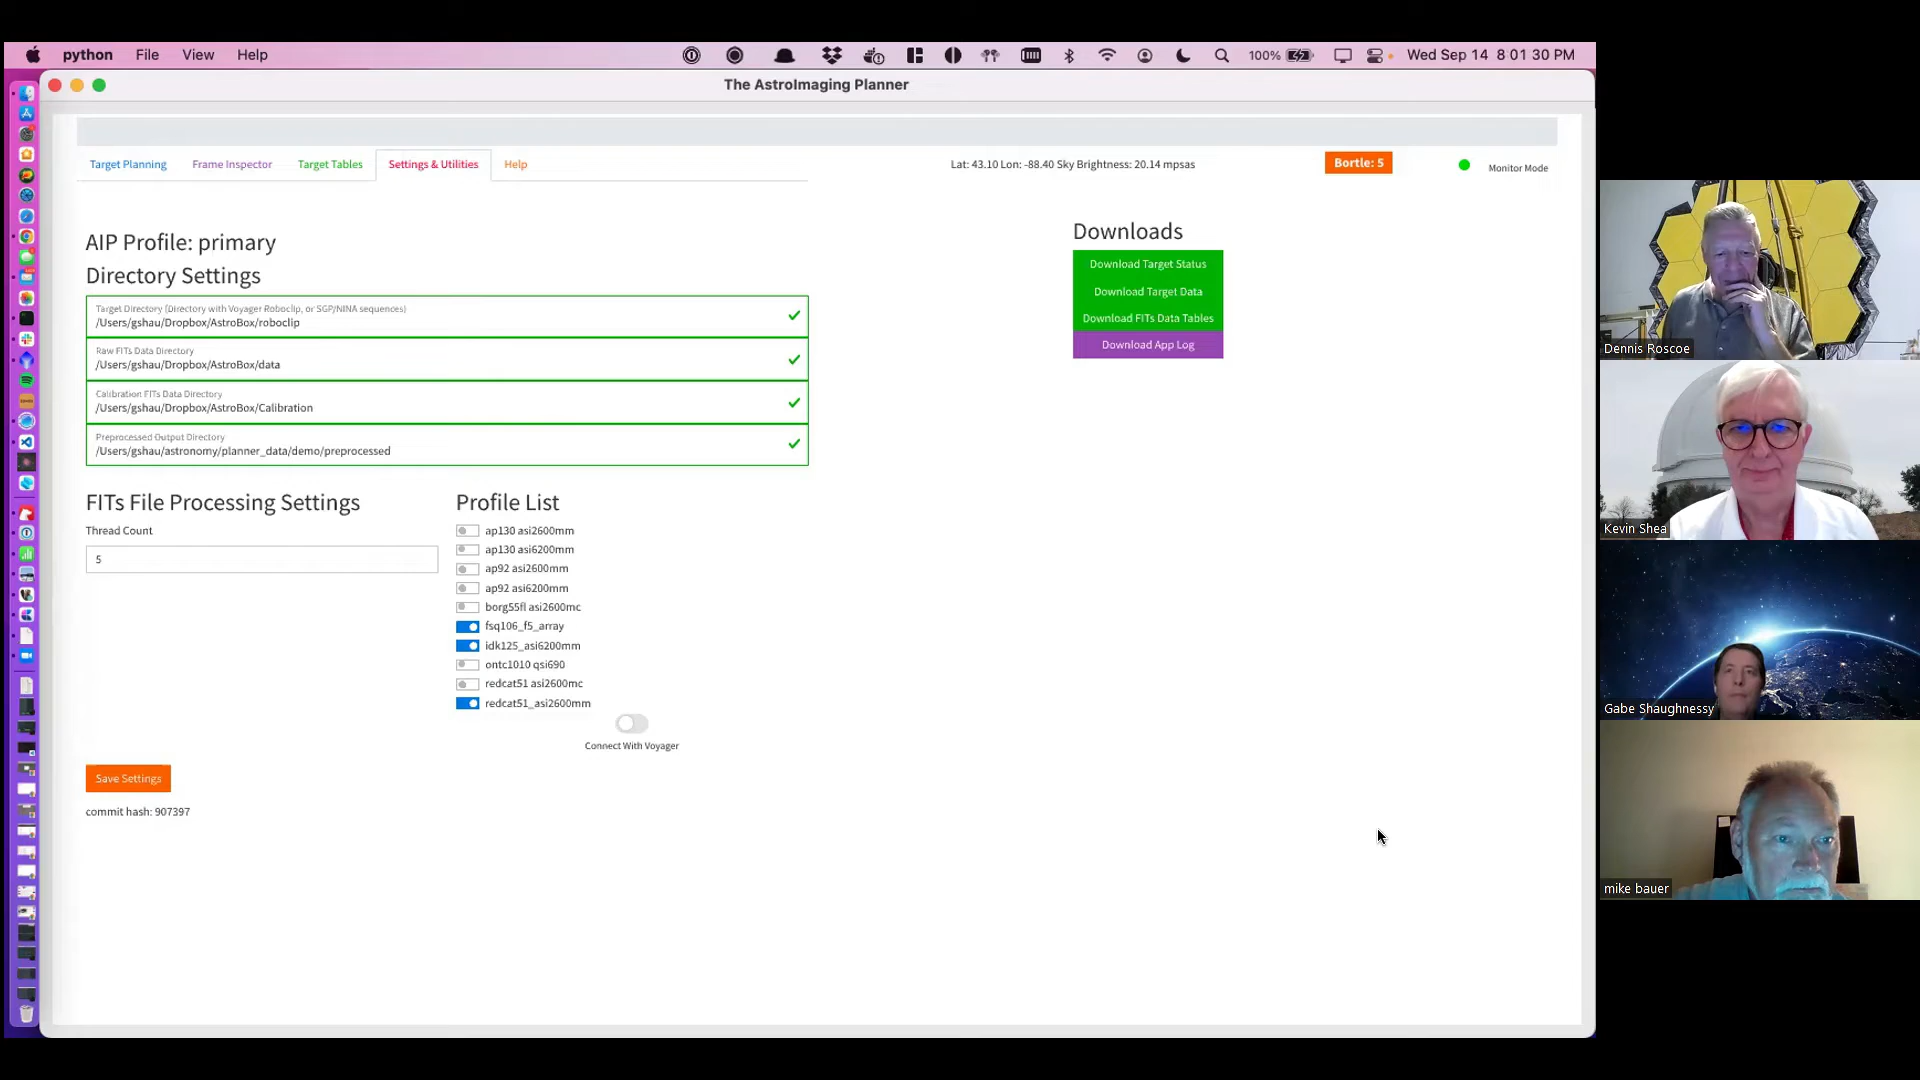 python File View Help 100% Wed Sep 14 8 01 30 PM
The AstroImaging Planner
Target Planning Frame Inspector Target Tables Settings & Utilities Help
Lat: 43.10 Lon: -88.40 Sky Brightness: 20.14 mpsas
Bortle: 5
Monitor Mode
AIP Profile: primary
Directory Settings
Target Directory (Directory with Voyager Roboclip, or SGP/NINA sequences)
/Users/gshau/Dropbox/AstroBox/roboclip
Raw FITs Data Directory
/Users/gshau/Dropbox/AstroBox/data
Calibration FITs Data Directory
/Users/gshau/Dropbox/AstroBox/Calibration
Preprocessed Output Directory
/Users/gshau/astronomy/planner_data/demo/preprocessed
Downloads
Download Target Status
Download Target Data
Download FITs Data Tables
Download App Log
FITs File Processing Settings
Thread Count
5
Profile List
ap130 asi2600mm
ap130 asi6200mm
ap92 asi2600mm
ap92 asi6200mm
borg55fl asi2600mc
fsq106_f5_array
idk125_asi6200mm
ontc1010 qsi690
redcat51 asi2600mc
redcat51_asi2600mm
Connect With Voyager
Save Settings
commit hash: 907397
Dennis Roscoe
Kevin Shea
Gabe Shaughnessy
mike bauer